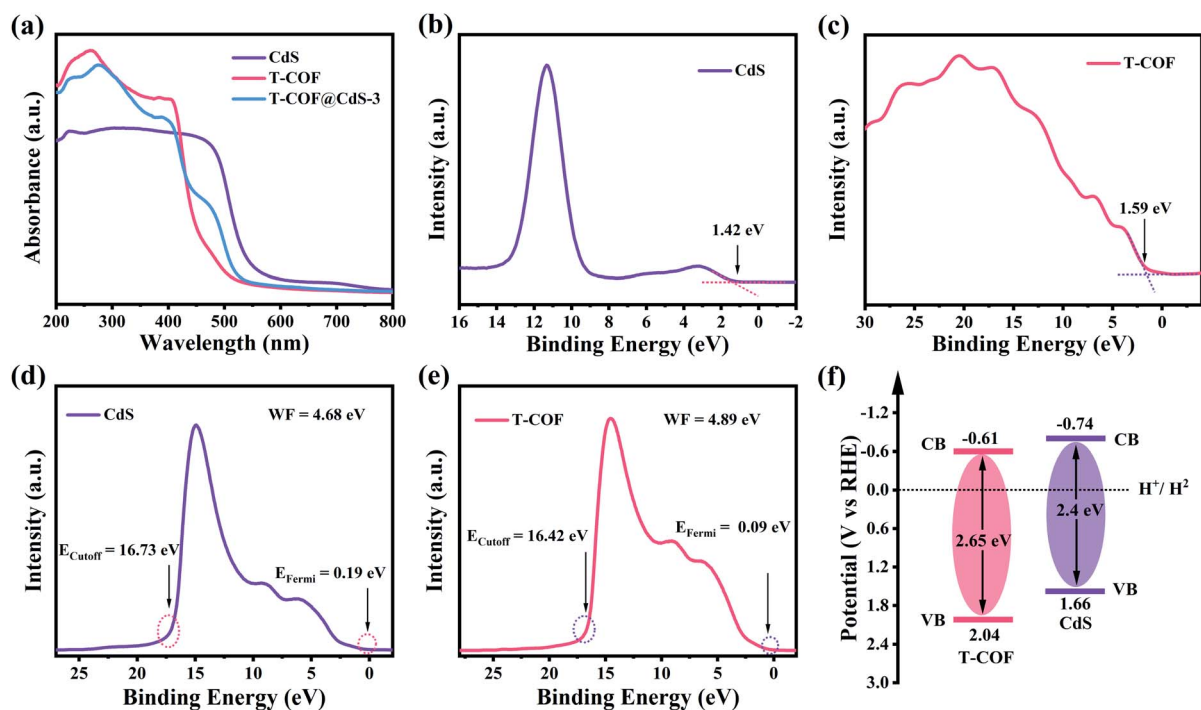 (a)
CdS
T-COF
T-COF@CdS-3
Absorbance (a.u.)
200 300 400 500 600 700 800
Wavelength (nm)
(b)
CdS
1.42 eV
Intensity (a.u.)
16 14 12 10 8 6 4 2 0 -2
Binding Energy (eV)
(c)
T-COF
1.59 eV
Intensity (a.u.)
30 25 20 15 10 5 0
Binding Energy (eV)
(d)
CdS
WF = 4.68 eV
E_Cutoff = 16.73 eV
E_Fermi = 0.19 eV
Intensity (a.u.)
25 20 15 10 5 0
Binding Energy (eV)
(e)
T-COF
WF = 4.89 eV
E_Cutoff = 16.42 eV
E_Fermi = 0.09 eV
Intensity (a.u.)
25 20 15 10 5 0
Binding Energy (eV)
(f)
Potential (V vs RHE)
-1.2
-0.6
0.0
0.6
1.2
1.8
2.4
3.0
-0.61
-0.74
CB
CB
H⁺/ H²
2.4 eV
2.65 eV
VB
1.66
CdS
VB
2.04
T-COF